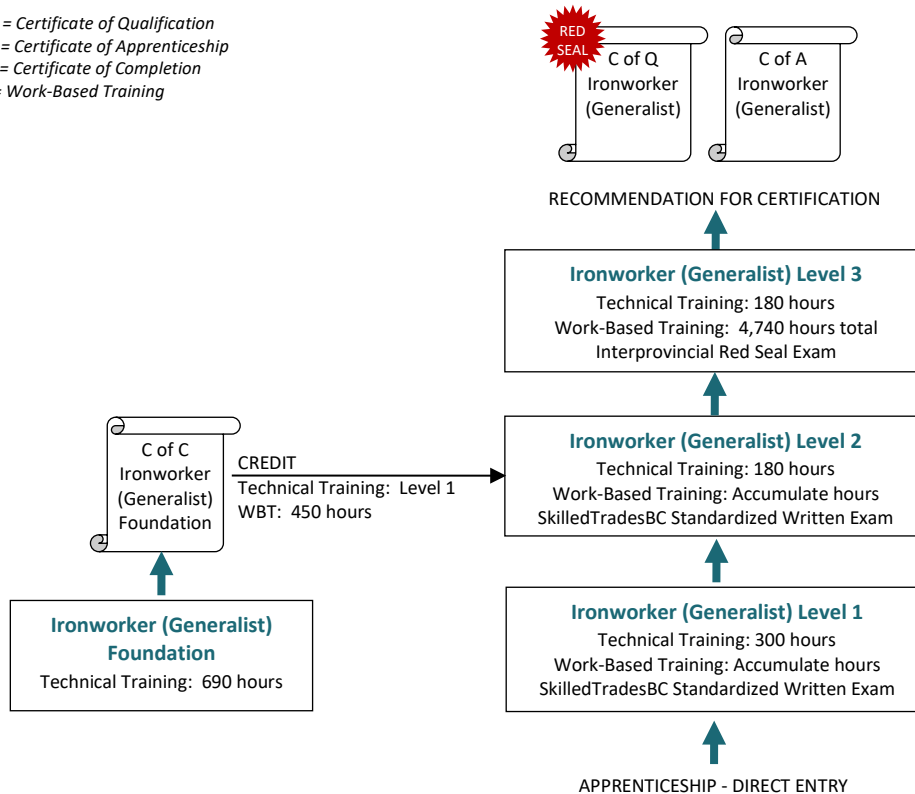 = Certificate of Qualification
= Certificate of Apprenticeship
= Certificate of Completion
= Work-Based Training
RED
SEAL
C of Q
Ironworker
(Generalist)
C of A
Ironworker
(Generalist)
RECOMMENDATION FOR CERTIFICATION
Ironworker (Generalist) Level 3
Technical Training: 180 hours
Work-Based Training: 4,740 hours total
Interprovincial Red Seal Exam
Ironworker (Generalist) Level 2
Technical Training: 180 hours
Work-Based Training: Accumulate hours
SkilledTradesBC Standardized Written Exam
C of C
Ironworker
(Generalist)
Foundation
CREDIT
Technical Training: Level 1
WBT: 450 hours
Ironworker (Generalist)
Foundation
Technical Training: 690 hours
Ironworker (Generalist) Level 1
Technical Training: 300 hours
Work-Based Training: Accumulate hours
SkilledTradesBC Standardized Written Exam
APPRENTICESHIP - DIRECT ENTRY